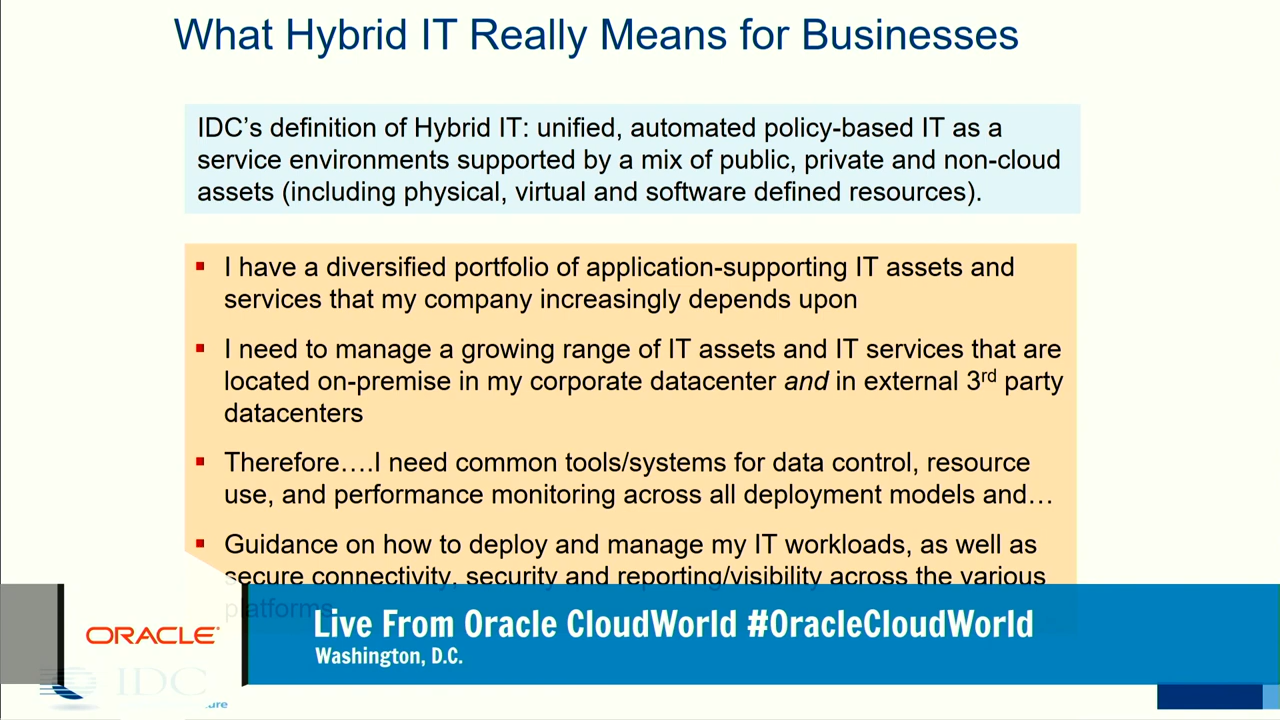 What Hybrid IT Really Means for Businesses
IDC’s definition of Hybrid IT: unified, automated policy-based IT as a
service environments supported by a mix of public, private and non-cloud
assets (including physical, virtual and software defined resources).
▪ I have a diversified portfolio of application-supporting IT assets and
services that my company increasingly depends upon
▪ I need to manage a growing range of IT assets and IT services that are
located on-premise in my corporate datacenter and in external 3rd party
datacenters
▪ Therefore….I need common tools/systems for data control, resource
use, and performance monitoring across all deployment models and…
▪ Guidance on how to deploy and manage my IT workloads, as well as
secure connectivity, security and reporting/visibility across the various
platforms
ORACLE
Live From Oracle CloudWorld #OracleCloudWorld
Washington, D.C.
IDC